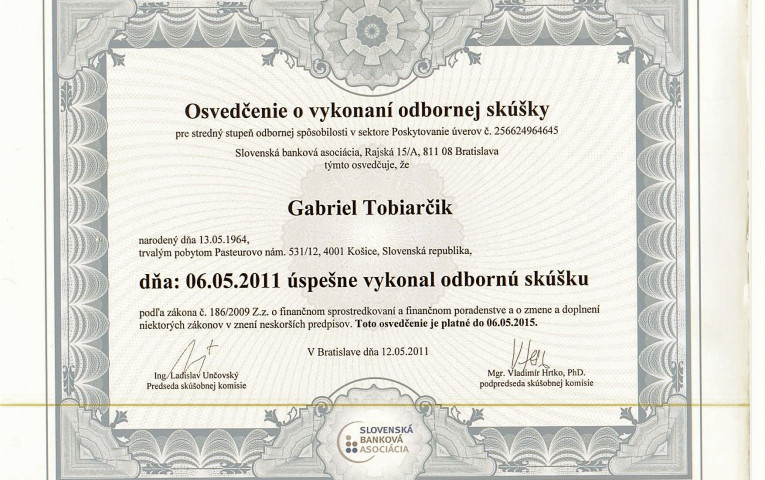 Osvedčenie o vykonaní odbornej skúšky
pre stredný stupeň odbornej spôsobilosti v sektore Poskytovanie úverov č. 256624964645
Slovenská banková asociácia, Rajská 15/A, 811 08 Bratislava
týmto osvedčuje, že
Gabriel Tobiarčik
narodený dňa 13.05.1964,
trvalým pobytom Pasteurovo nám. 531/12, 4001 Košice, Slovenská republika,
dňa: 06.05.2011 úspešne vykonal odbornú skúšku
podľa zákona č. 186/2009 Z.z. o finančnom sprostredkovaní a finančnom poradenstve a o zmene a doplnení
niektorých zákonov v znení neskorších predpisov. Toto osvedčenie je platné do 06.05.2015.
V Bratislave dňa 12.05.2011
Ing. Ladislav Unčovský
Predseda skúšobnej komisie
Mgr. Vladimír Hrtko, PhD.
podpredseda skúšobnej komisie
SLOVENSKÁ
BANKOVÁ
ASOCIÁCIA